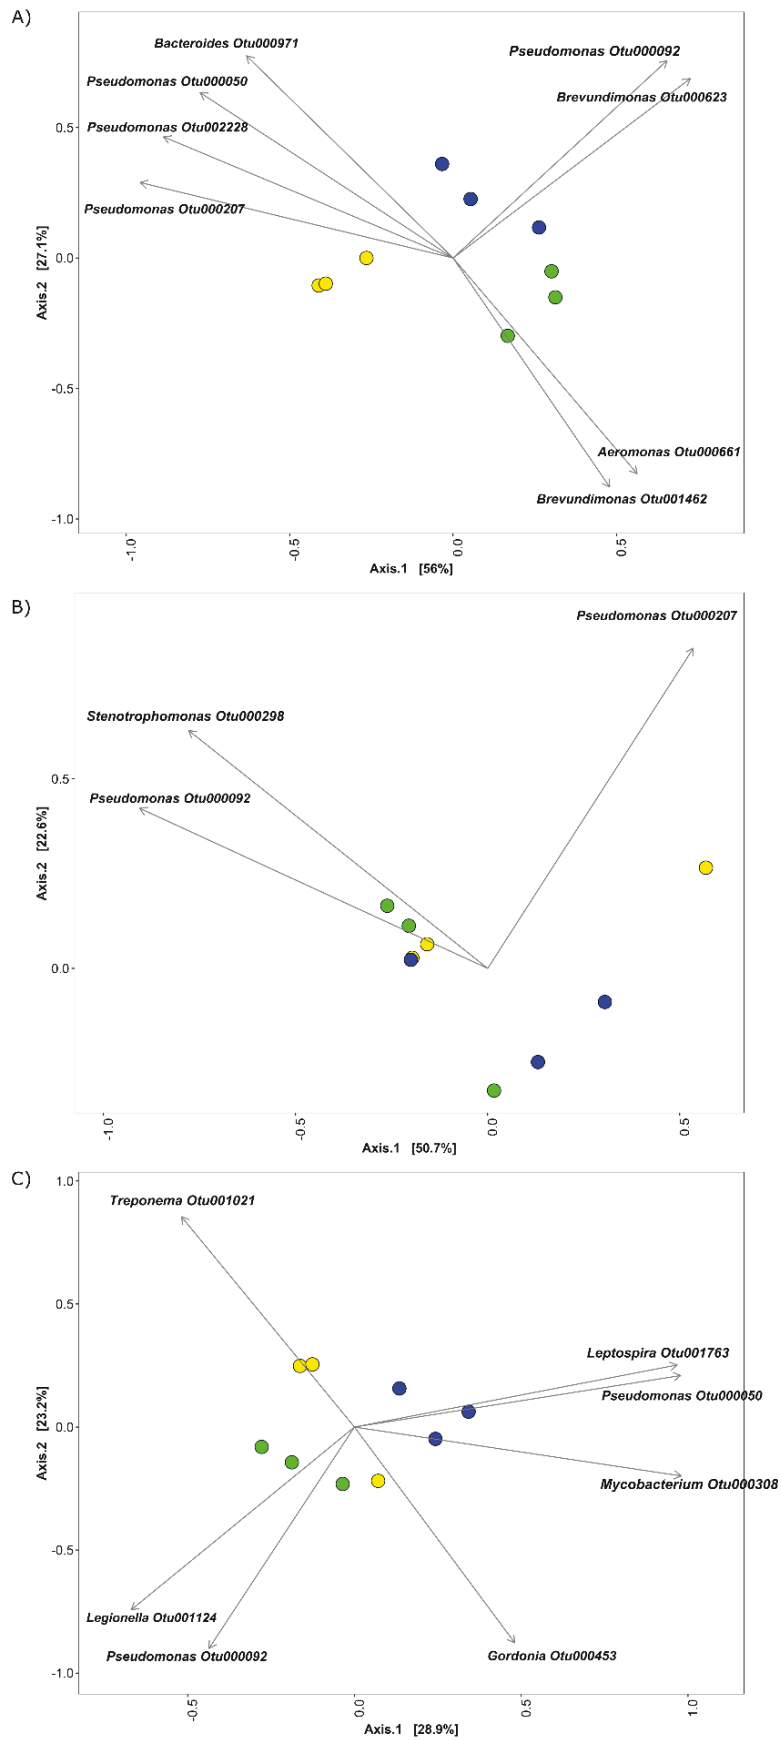 A)
Bacteroides Otu000971
Pseudomonas Otu000092
Pseudomonas Otu000050
Brevundimonas Otu000623
Pseudomonas Otu002228
0.5
Pseudomonas Otu000207
0.0
Axis.2 [27.1%]
-0.5
Aeromonas Otu000661
Brevundimonas Otu001462
-1.0
-1.0
-0.5
0.0
0.5
Axis.1 [56%]
B)
Pseudomonas Otu000207
Stenotrophomonas Otu000298
0.5
Pseudomonas Otu000092
Axis.2 [22.6%]
0.0
-1.0
-0.5
0.0
0.5
Axis.1 [50.7%]
C)
1.0
Treponema Otu001021
0.5
Leptospira Otu001763
Pseudomonas Otu000050
0.0
Axis.2 [23.2%]
Mycobacterium Otu000308
-0.5
Legionella Otu001124
Pseudomonas Otu000092
Gordonia Otu000453
-1.0
-0.5
0.0
0.5
1.0
Axis.1 [28.9%]